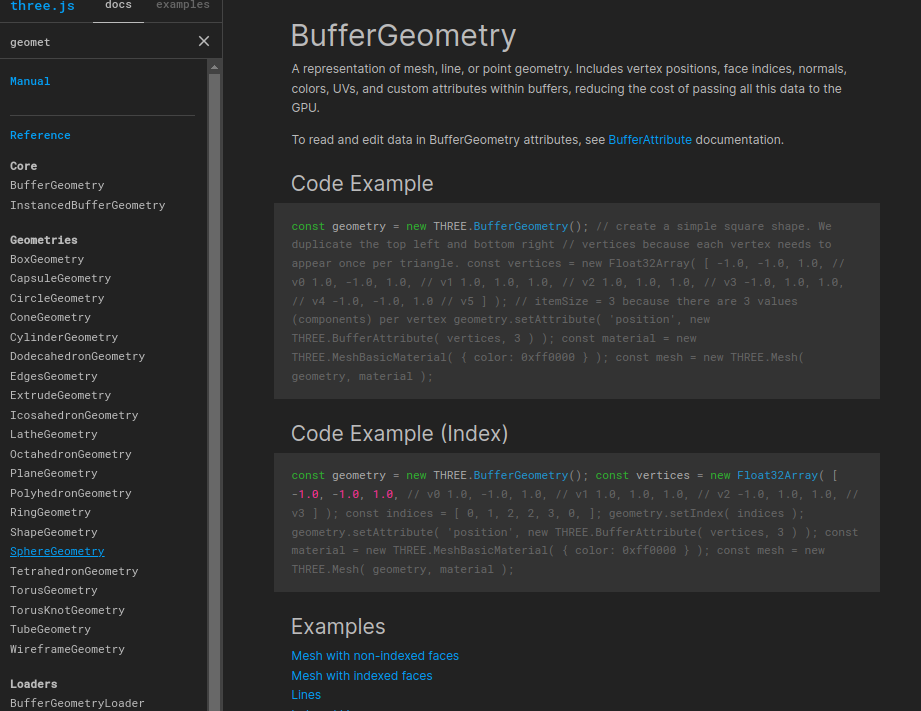 three.js
docs
examples
geomet
Manual
Reference
Core
BufferGeometry
InstancedBufferGeometry
Geometries
BoxGeometry
CapsuleGeometry
CircleGeometry
ConeGeometry
CylinderGeometry
DodecahedronGeometry
EdgesGeometry
ExtrudeGeometry
IcosahedronGeometry
LatheGeometry
OctahedronGeometry
PlaneGeometry
PolyhedronGeometry
RingGeometry
ShapeGeometry
SphereGeometry
TetrahedronGeometry
TorusGeometry
TorusKnotGeometry
TubeGeometry
WireframeGeometry
Loaders
BufferGeometryLoader
BufferGeometry
A representation of mesh, line, or point geometry. Includes vertex positions, face indices, normals,
colors, UVs, and custom attributes within buffers, reducing the cost of passing all this data to the
GPU.
To read and edit data in BufferGeometry attributes, see BufferAttribute documentation.
Code Example
const geometry = new THREE.BufferGeometry(); // create a simple square shape. We
duplicate the top left and bottom right // vertices because each vertex needs to
appear once per triangle. const vertices = new Float32Array( [ -1.0, -1.0, 1.0, //
v0 1.0, -1.0, 1.0, // v1 1.0, 1.0, 1.0, // v2 1.0, 1.0, 1.0, // v3 -1.0, 1.0, 1.0,
// v4 -1.0, -1.0, 1.0 // v5 ] ); // itemSize = 3 because there are 3 values
(components) per vertex geometry.setAttribute( 'position', new
THREE.BufferAttribute( vertices, 3 ) ); const material = new
THREE.MeshBasicMaterial( { color: 0xff0000 } ); const mesh = new THREE.Mesh(
geometry, material );
Code Example (Index)
const geometry = new THREE.BufferGeometry(); const vertices = new Float32Array( [
-1.0, -1.0, 1.0, // v0 1.0, -1.0, 1.0, // v1 1.0, 1.0, 1.0, // v2 -1.0, 1.0, 1.0, //
v3 ] ); const indices = [ 0, 1, 2, 2, 3, 0, ]; geometry.setIndex( indices );
geometry.setAttribute( 'position', new THREE.BufferAttribute( vertices, 3 ) ); const
material = new THREE.MeshBasicMaterial( { color: 0xff0000 } ); const mesh = new
THREE.Mesh( geometry, material );
Examples
Mesh with non-indexed faces
Mesh with indexed faces
Lines